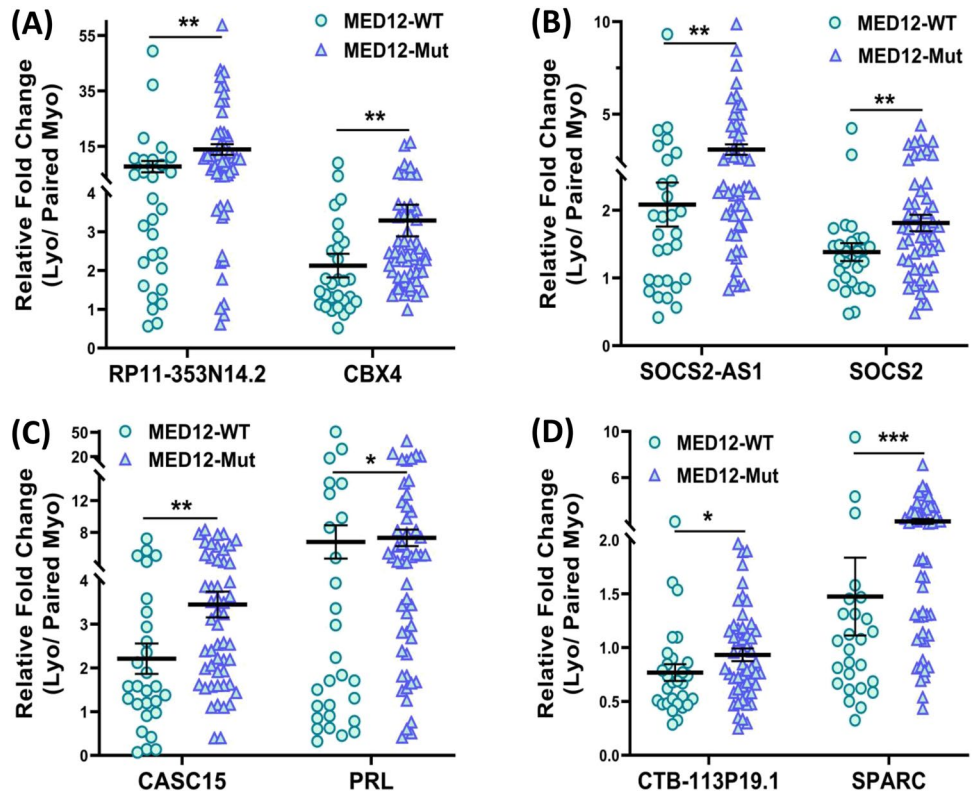 (A)
** MED12-WT
MED12-Mut
**
Relative Fold Change
(Lyo/ Paired Myo)
55
35
15
4
3
2
1
0
RP11-353N14.2 CBX4
(B)
** MED12-WT
MED12-Mut
**
Relative Fold Change
(Lyo/ Paired Myo)
10
5
2
1
0
SOCS2-AS1 SOCS2
(C)
MED12-WT
MED12-Mut
*
**
Relative Fold Change
(Lyo/ Paired Myo)
50
20
12
8
4
3
2
1
0
CASC15 PRL
(D)
MED12-WT
MED12-Mut
***
*
Relative Fold Change
(Lyo/ Paired Myo)
10
6
2.0
1.5
1.0
0.5
0
CTB-113P19.1 SPARC